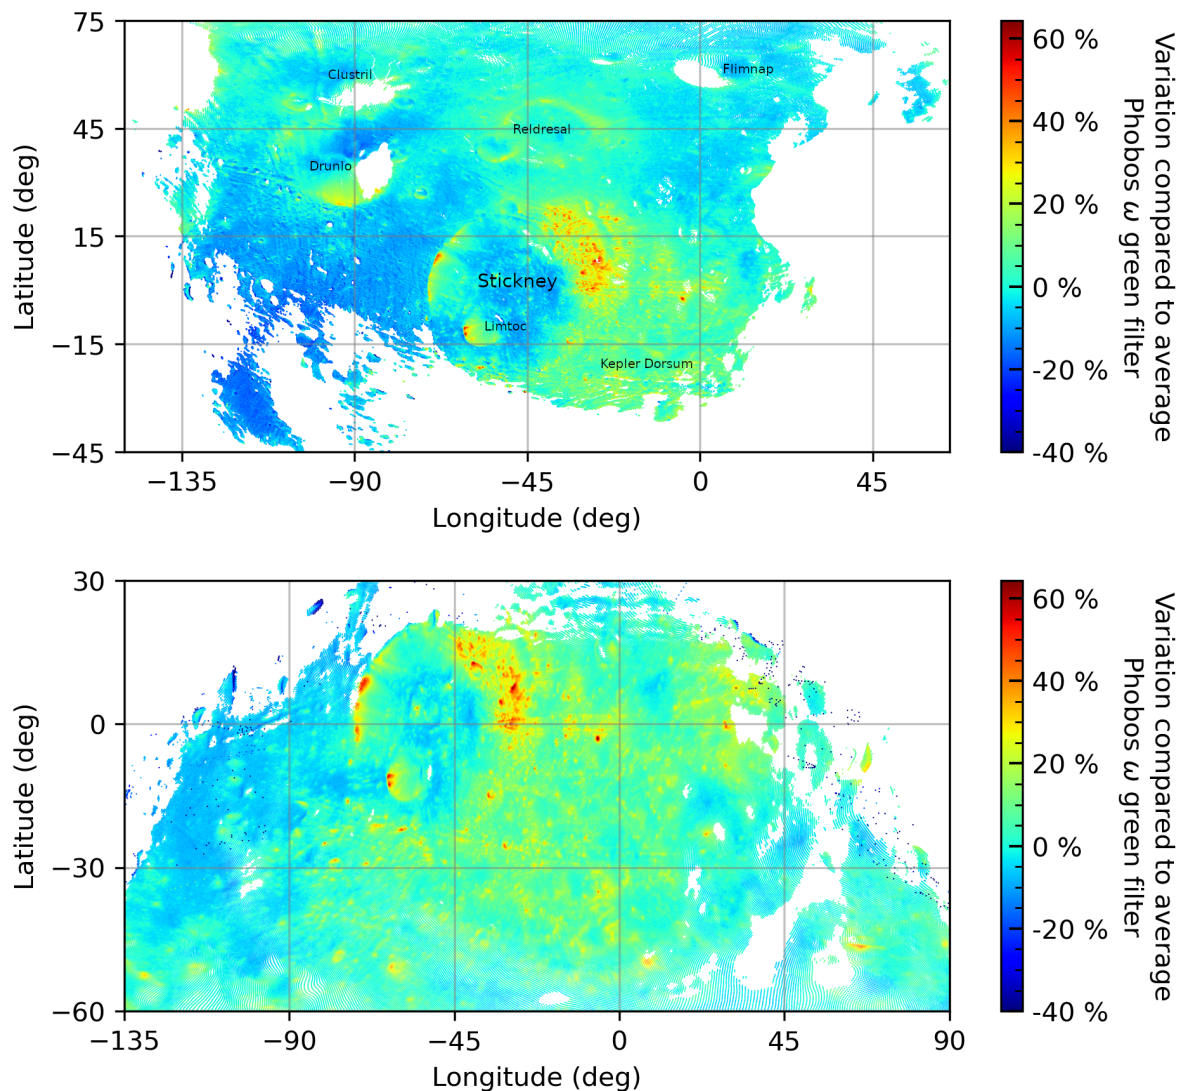 75
45
15
−15
−45
Latitude (deg)
Clustril
Flimnap
Reldresal
Drunlo
Stickney
Limtoc
Kepler Dorsum
−135
−90
−45
0
45
Longitude (deg)
60 %
40 %
20 %
0 %
-20 %
-40 %
Variation compared to average
Phobos ω green filter
30
0
−30
−60
Latitude (deg)
−135
−90
−45
0
45
90
Longitude (deg)
60 %
40 %
20 %
0 %
-20 %
-40 %
Variation compared to average
Phobos ω green filter